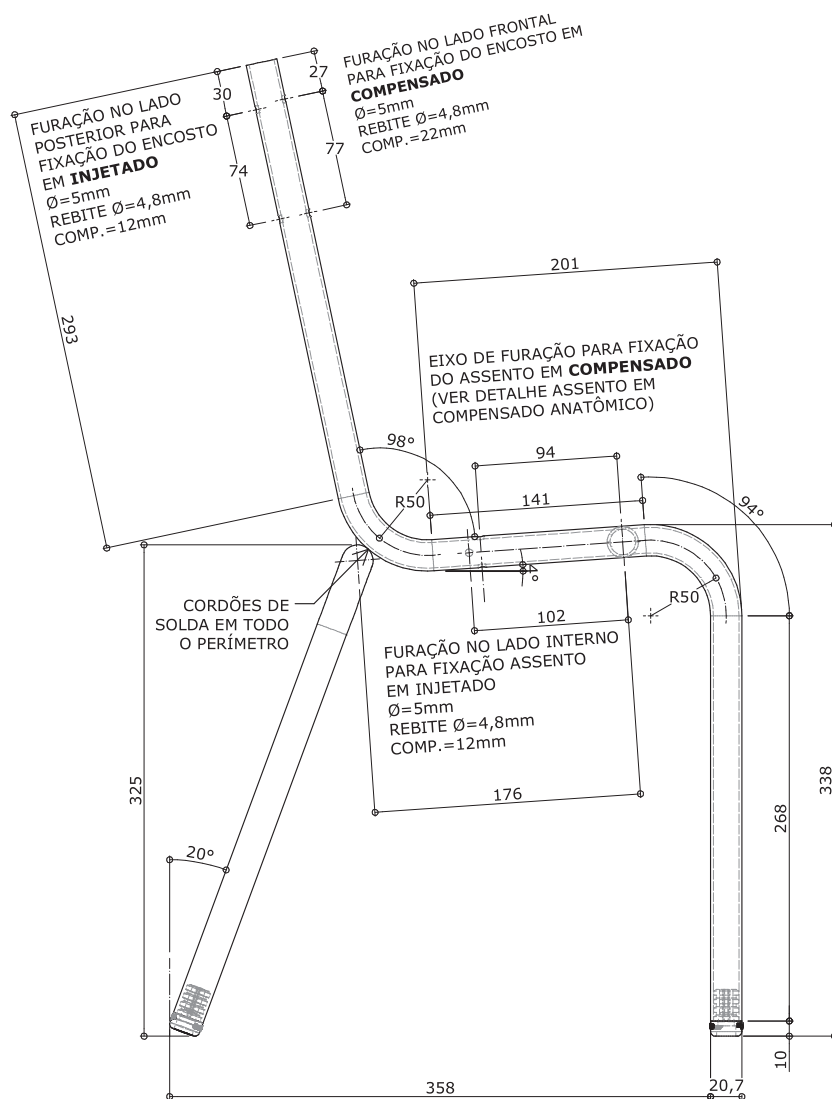 FURAÇÃO NO LADO FRONTAL
PARA FIXAÇÃO DO ENCOSTO EM
COMPENSADO
Ø=5mm
REBITE Ø=4,8mm
COMP.=22mm
27
77
30
74
FURAÇÃO NO LADO
POSTERIOR PARA
FIXAÇÃO DO ENCOSTO
EM INJETADO
Ø=5mm
REBITE Ø=4,8mm
COMP.=12mm
293
201
EIXO DE FURAÇÃO PARA FIXAÇÃO
DO ASSENTO EM COMPENSADO
(VER DETALHE ASSENTO EM
COMPENSADO ANATÔMICO)
98°
94
R50
141
94°
R50
CORDÕES DE
SOLDA EM TODO
O PERÍMETRO
102
FURAÇÃO NO LADO INTERNO
PARA FIXAÇÃO ASSENTO
EM INJETADO
Ø=5mm
REBITE Ø=4,8mm
COMP.=12mm
176
325
338
268
20°
10
358
20,7